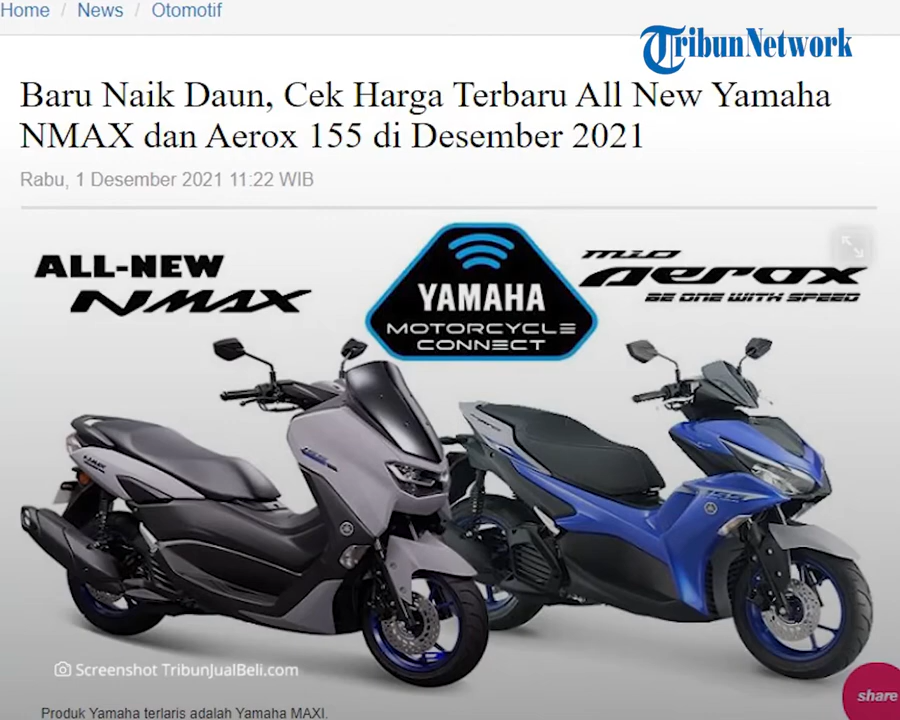 Home / News / Otomotif
TribunNetwork
Baru Naik Daun, Cek Harga Terbaru All New Yamaha
NMAX dan Aerox 155 di Desember 2021
Rabu, 1 Desember 2021 11:22 WIB
ALL-NEW
NMAX
YAMAHA
MOTORCYCLE
CONNECT
mio
aerox
BE ONE WITH SPEED
Screenshot TribunJualBeli.com
share
Produk Yamaha terlaris adalah Yamaha MAXI.